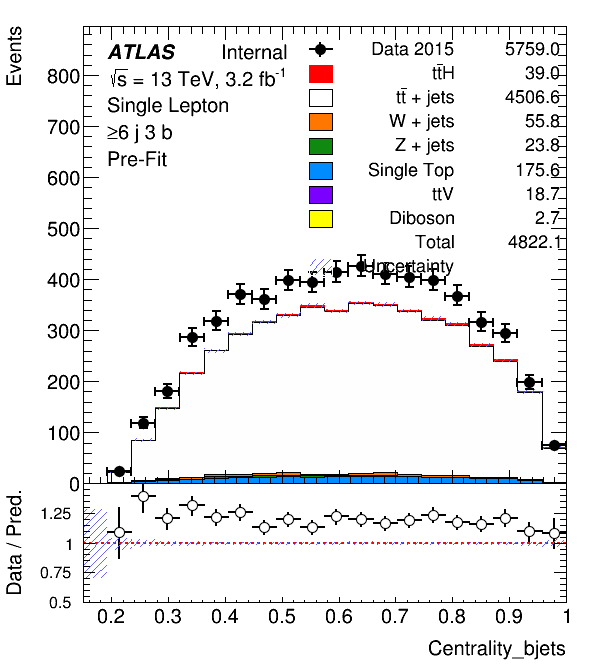 Events
ATLAS Internal
√s = 13 TeV, 3.2 fb⁻¹
Single Lepton
≥6 j 3 b
Pre-Fit
Data 2015 5759.0
tt̄H 39.0
tt̄ + jets 4506.6
W + jets 55.8
Z + jets 23.8
Single Top 175.6
ttV 18.7
Diboson 2.7
Total 4822.1
Uncertainty
800
700
600
500
400
300
200
100
0
Data / Pred.
1.25
1
0.75
0.5
0.2 0.3 0.4 0.5 0.6 0.7 0.8 0.9 1
Centrality_bjets